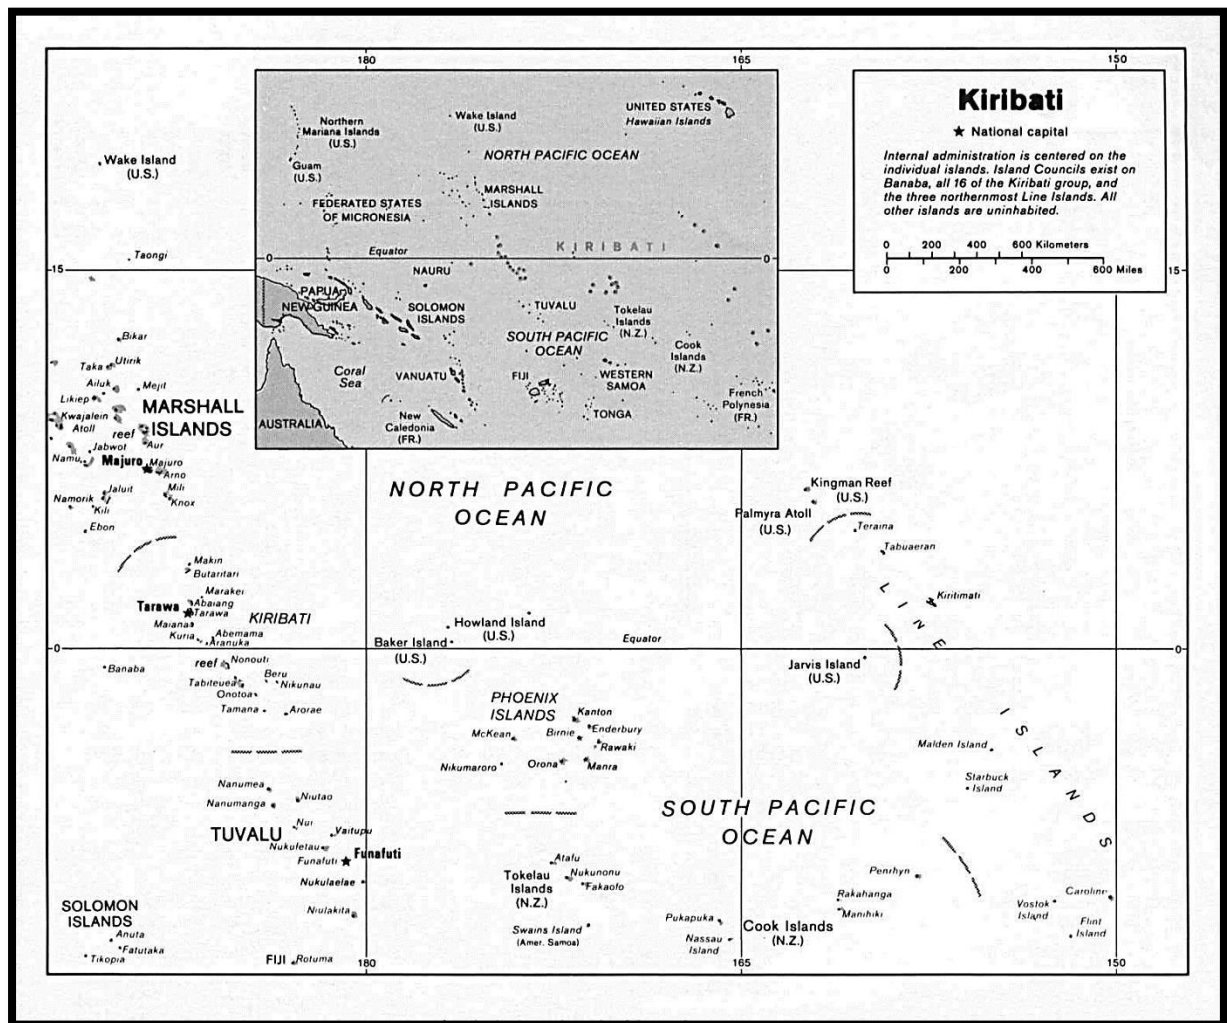 180
165
150
Kiribati
★ National capital
Internal administration is centered on the
individual islands. Island Councils exist on
Banaba, all 16 of the Kiribati group, and
the three northernmost Line Islands. All
other islands are uninhabited.
0 200 400 600 Kilometers
0 200 400 600 Miles
UNITED STATES
Hawaiian Islands
Wake Island
(U.S.)
Northern
Mariana Islands
(U.S.)
NORTH PACIFIC OCEAN
Guam
(U.S.)
MARSHALL
ISLANDS
FEDERATED STATES
OF MICRONESIA
KIRIBATI
Equator
0
0
NAURU
PAPUA
NEW GUINEA
SOLOMON
ISLANDS
TUVALU
Tokelau
Islands
(N.Z.)
SOUTH PACIFIC
OCEAN
Cook
Islands
(N.Z.)
Coral
Sea
VANUATU
FIJI
WESTERN
SAMOA
French
Polynesia
(FR.)
New
Caledonia
(FR.)
TONGA
AUSTRALIA
Wake Island
(U.S.)
Taongi
15
15
Bikar
Utirik
Taka
Ailuk
Mejit
Likiep
MARSHALL
ISLANDS
Kwajalein
Atoll
reef
Jabwot
Aur
Namu
Majuro
Majuro
Arno
Jaluit
Mili
Namorik
Knox
Kili
Ebon
NORTH PACIFIC
OCEAN
Kingman Reef
(U.S.)
Palmyra Atoll
(U.S.)
Teraina
Tabuaeran
Makin
Butaritari
Marakei
Abaiang
Tarawa
Tarawa
Maiana
KIRIBATI
Kuria
Abemama
Aranuka
Kiritimati
LINE
Howland Island
(U.S.)
Baker Island
(U.S.)
Equator
0
0
Banaba
reef
Nonouti
Beru
Tabiteuea
Nikunau
Onotoa
Tamana
Arorae
Jarvis Island
(U.S.)
PHOENIX
ISLANDS
Kanton
McKean
Birnie
Enderbury
Rawaki
Nikumaroro
Orona
Manra
ISLANDS
Malden Island
Starbuck
Island
Nanumea
Nanumanga
Niutao
SOUTH PACIFIC
OCEAN
TUVALU
Nui
Vaitupu
Nukufetau
Funafuti
Funafuti
Nukulaelae
Niulakita
Atafu
Nukunonu
Fakaofo
Tokelau
Islands
(N.Z.)
Swains Island
(Amer. Samoa)
Penrhyn
Rakahanga
Manihiki
Pukapuka
Nassau
Island
Cook Islands
(N.Z.)
Caroline
Vostok
Island
Flint
Island
SOLOMON
ISLANDS
Anuta
Fatutaka
Tikopia
FIJI
Rotuma
180
165
150